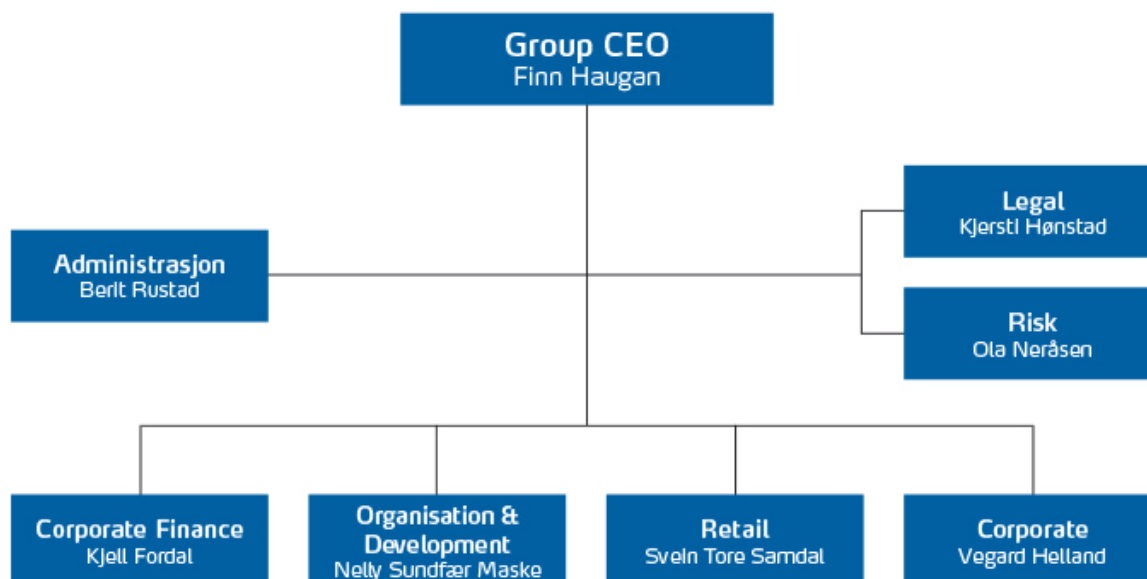 Group CEO
Finn Haugan
Legal
Kjersti Hønstad
Administrasjon
Berit Rustad
Risk
Ola Neråsen
Corporate Finance
Kjell Fordal
Organisation &
Development
Nelly Sundfær Maske
Retail
Svein Tore Samdal
Corporate
Vegard Helland